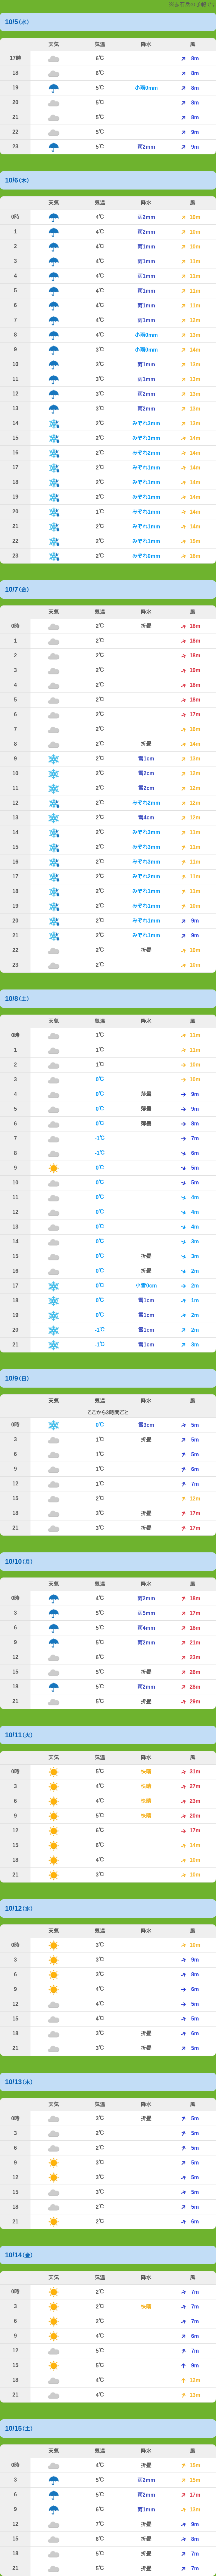 ※赤石岳の予報です
10/5(水)
天気 気温 降水 風
17時 6℃ 8m
18 6℃ 8m
19 5℃ 小雨0mm 8m
20 5℃ 8m
21 5℃ 8m
22 5℃ 9m
23 5℃ 雨2mm 9m
10/6(木)
天気 気温 降水 風
0時 4℃ 雨2mm 10m
1 4℃ 雨2mm 10m
2 4℃ 雨1mm 10m
3 4℃ 雨1mm 11m
4 4℃ 雨1mm 11m
5 4℃ 雨1mm 11m
6 4℃ 雨1mm 11m
7 4℃ 雨1mm 12m
8 4℃ 小雨0mm 13m
9 3℃ 小雨0mm 14m
10 3℃ 雨1mm 13m
11 3℃ 雨1mm 13m
12 3℃ 雨2mm 13m
13 3℃ 雨2mm 13m
14 2℃ みぞれ3mm 13m
15 2℃ みぞれ3mm 14m
16 2℃ みぞれ2mm 14m
17 2℃ みぞれ1mm 14m
18 2℃ みぞれ1mm 14m
19 2℃ みぞれ1mm 14m
20 1℃ みぞれ1mm 14m
21 2℃ みぞれ1mm 14m
22 2℃ みぞれ1mm 15m
23 2℃ みぞれ0mm 16m
10/7(金)
天気 気温 降水 風
0時 2℃ 折曇 18m
1 2℃ 18m
2 2℃ 18m
3 2℃ 19m
4 2℃ 18m
5 2℃ 18m
6 2℃ 17m
7 2℃ 16m
8 2℃ 折曇 14m
9 2℃ 雪1cm 13m
10 2℃ 雪2cm 12m
11 2℃ 雪2cm 12m
12 2℃ みぞれ2mm 12m
13 2℃ 雪4cm 12m
14 2℃ みぞれ3mm 11m
15 2℃ みぞれ3mm 11m
16 2℃ みぞれ3mm 11m
17 2℃ みぞれ2mm 11m
18 2℃ みぞれ1mm 11m
19 2℃ みぞれ1mm 10m
20 2℃ みぞれ1mm 9m
21 2℃ みぞれ1mm 9m
22 2℃ 折曇 10m
23 2℃ 10m
10/8(土)
天気 気温 降水 風
0時 1℃ 11m
1 1℃ 11m
2 1℃ 10m
3 0℃ 10m
4 0℃ 薄曇 9m
5 0℃ 薄曇 9m
6 0℃ 薄曇 8m
7 -1℃ 7m
8 -1℃ 6m
9 0℃ 5m
10 0℃ 5m
11 0℃ 4m
12 0℃ 4m
13 0℃ 4m
14 0℃ 3m
15 0℃ 折曇 3m
16 0℃ 折曇 2m
17 0℃ 小雪0cm 2m
18 0℃ 雪1cm 1m
19 0℃ 雪1cm 2m
20 -1℃ 雪1cm 2m
21 -1℃ 雪1cm 3m
10/9(日)
天気 気温 降水 風
ここから3時間ごと
0時 0℃ 雪3cm 5m
3 1℃ 折曇 5m
6 1℃ 5m
9 1℃ 6m
12 1℃ 7m
15 2℃ 12m
18 3℃ 折曇 17m
21 3℃ 折曇 17m
10/10(月)
天気 気温 降水 風
0時 4℃ 雨2mm 18m
3 5℃ 雨5mm 17m
6 5℃ 雨4mm 18m
9 5℃ 雨2mm 21m
12 6℃ 23m
15 5℃ 折曇 26m
18 5℃ 雨2mm 28m
21 5℃ 折曇 29m
10/11(火)
天気 気温 降水 風
0時 5℃ 快晴 31m
3 4℃ 快晴 27m
6 4℃ 快晴 23m
9 5℃ 快晴 20m
12 6℃ 17m
15 6℃ 14m
18 4℃ 10m
21 3℃ 10m
10/12(水)
天気 気温 降水 風
0時 3℃ 10m
3 3℃ 9m
6 3℃ 8m
9 4℃ 6m
12 4℃ 5m
15 4℃ 5m
18 3℃ 折曇 6m
21 3℃ 折曇 5m
10/13(木)
天気 気温 降水 風
0時 3℃ 折曇 5m
3 2℃ 5m
6 2℃ 5m
9 3℃ 5m
12 3℃ 5m
15 3℃ 5m
18 2℃ 5m
21 2℃ 6m
10/14(金)
天気 気温 降水 風
0時 2℃ 7m
3 2℃ 快晴 7m
6 2℃ 7m
9 4℃ 6m
12 5℃ 7m
15 5℃ 9m
18 4℃ 12m
21 4℃ 13m
10/15(土)
天気 気温 降水 風
0時 4℃ 折曇 10m
3 5℃ 雨2mm 15m
6 5℃ 雨2mm 17m
9 6℃ 雨1mm 13m
12 7℃ 折曇 9m
15 6℃ 折曇 8m
18 5℃ 折曇 7m
21 5℃ 折曇 7m